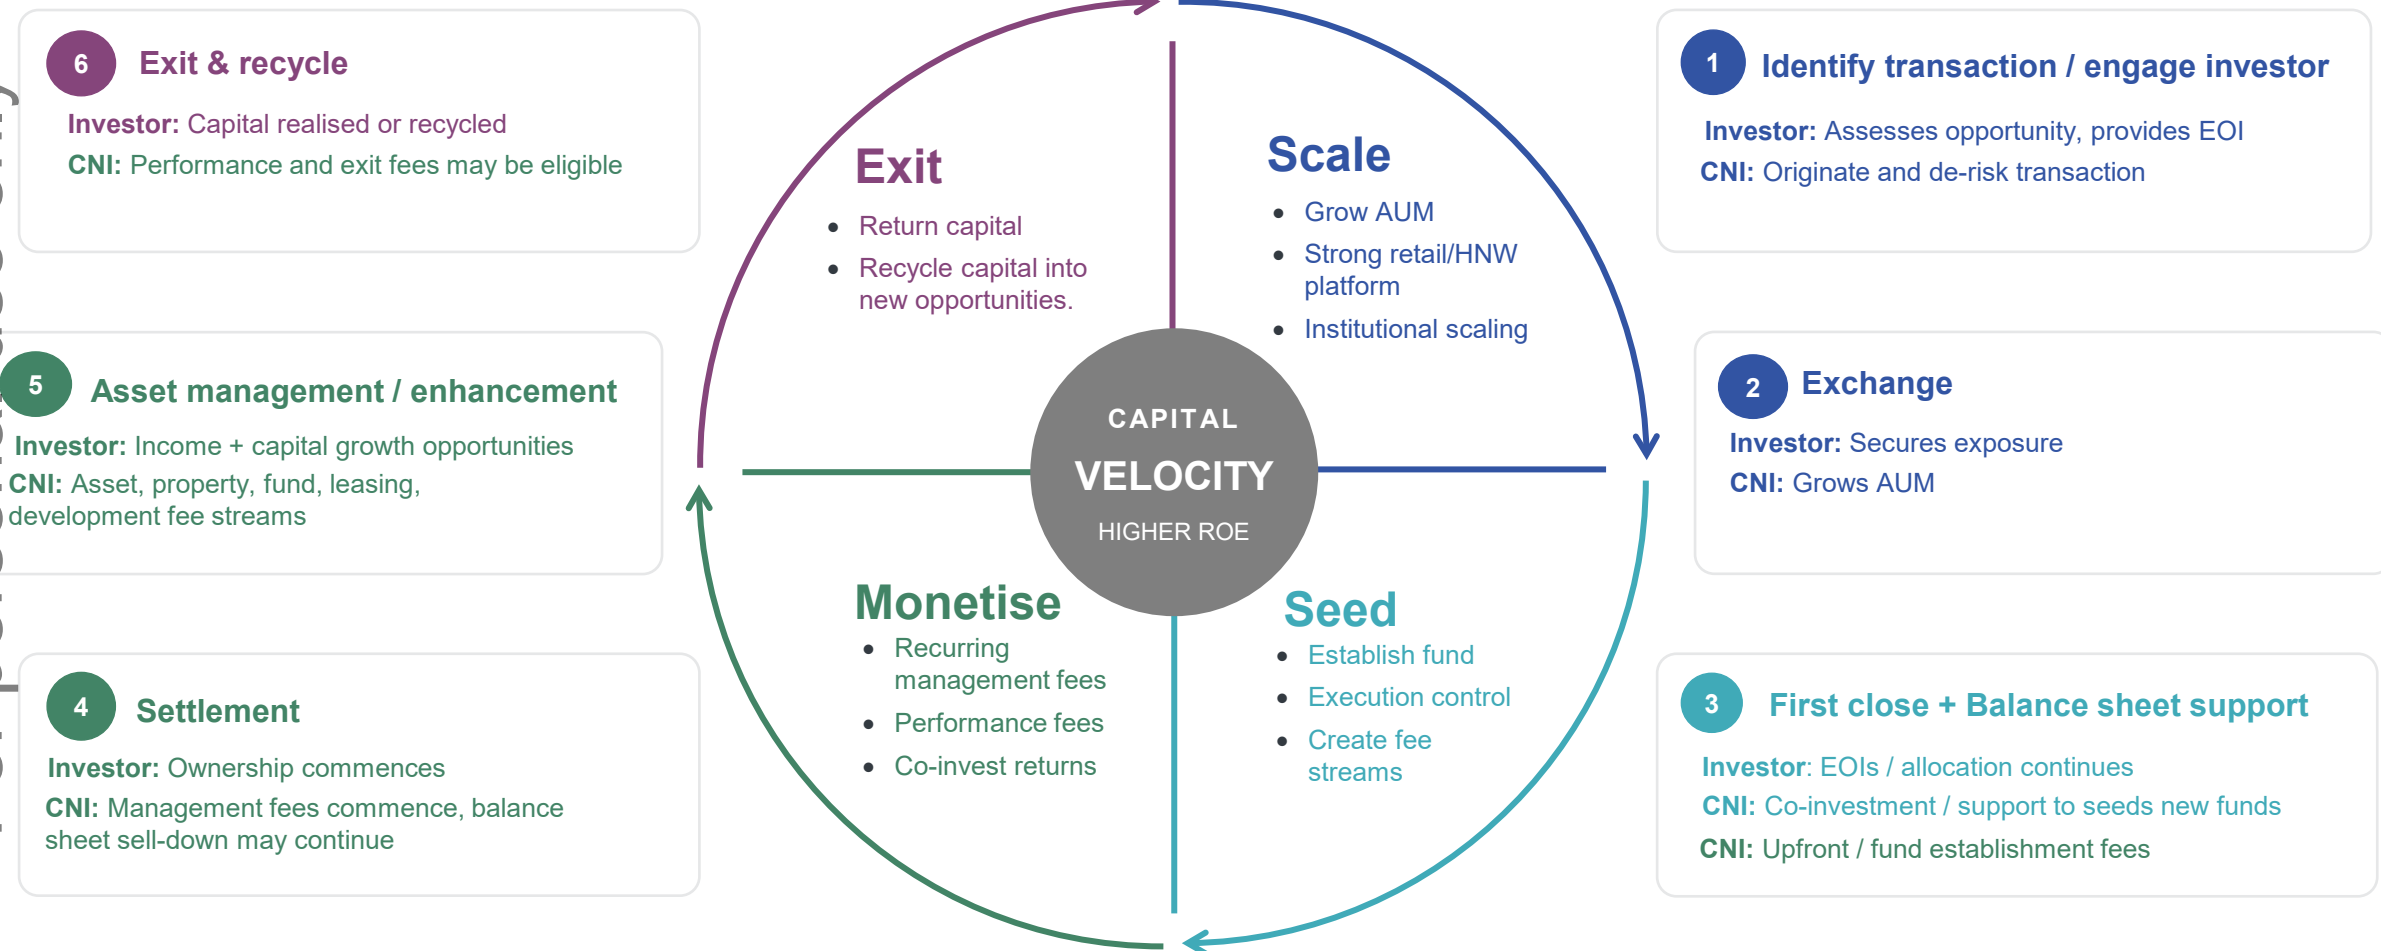 6
Exit & recycle
Investor: Capital realised or recycled
CNI: Performance and exit fees may be eligible
5
Asset management / enhancement
Investor: Income + capital growth opportunities
CNI: Asset, property, fund, leasing,
development fee streams
4
Settlement
Investor: Ownership commences
CNI: Management fees commence, balance
sheet sell-down may continue
Exit
• Return capital
• Recycle capital into
new opportunities.
Scale
• Grow AUM
• Strong retail/HNW
platform
• Institutional scaling
CAPITAL
VELOCITY
HIGHER ROE
Monetise
• Recurring
management fees
• Performance fees
• Co-invest returns
Seed
• Establish fund
• Execution control
• Create fee
streams
1
Identify transaction / engage investor
Investor: Assesses opportunity, provides EOI
CNI: Originate and de-risk transaction
2
Exchange
Investor: Secures exposure
CNI: Grows AUM
3
First close + Balance sheet support
Investor: EOIs / allocation continues
CNI: Co-investment / support to seeds new funds
CNI: Upfront / fund establishment fees